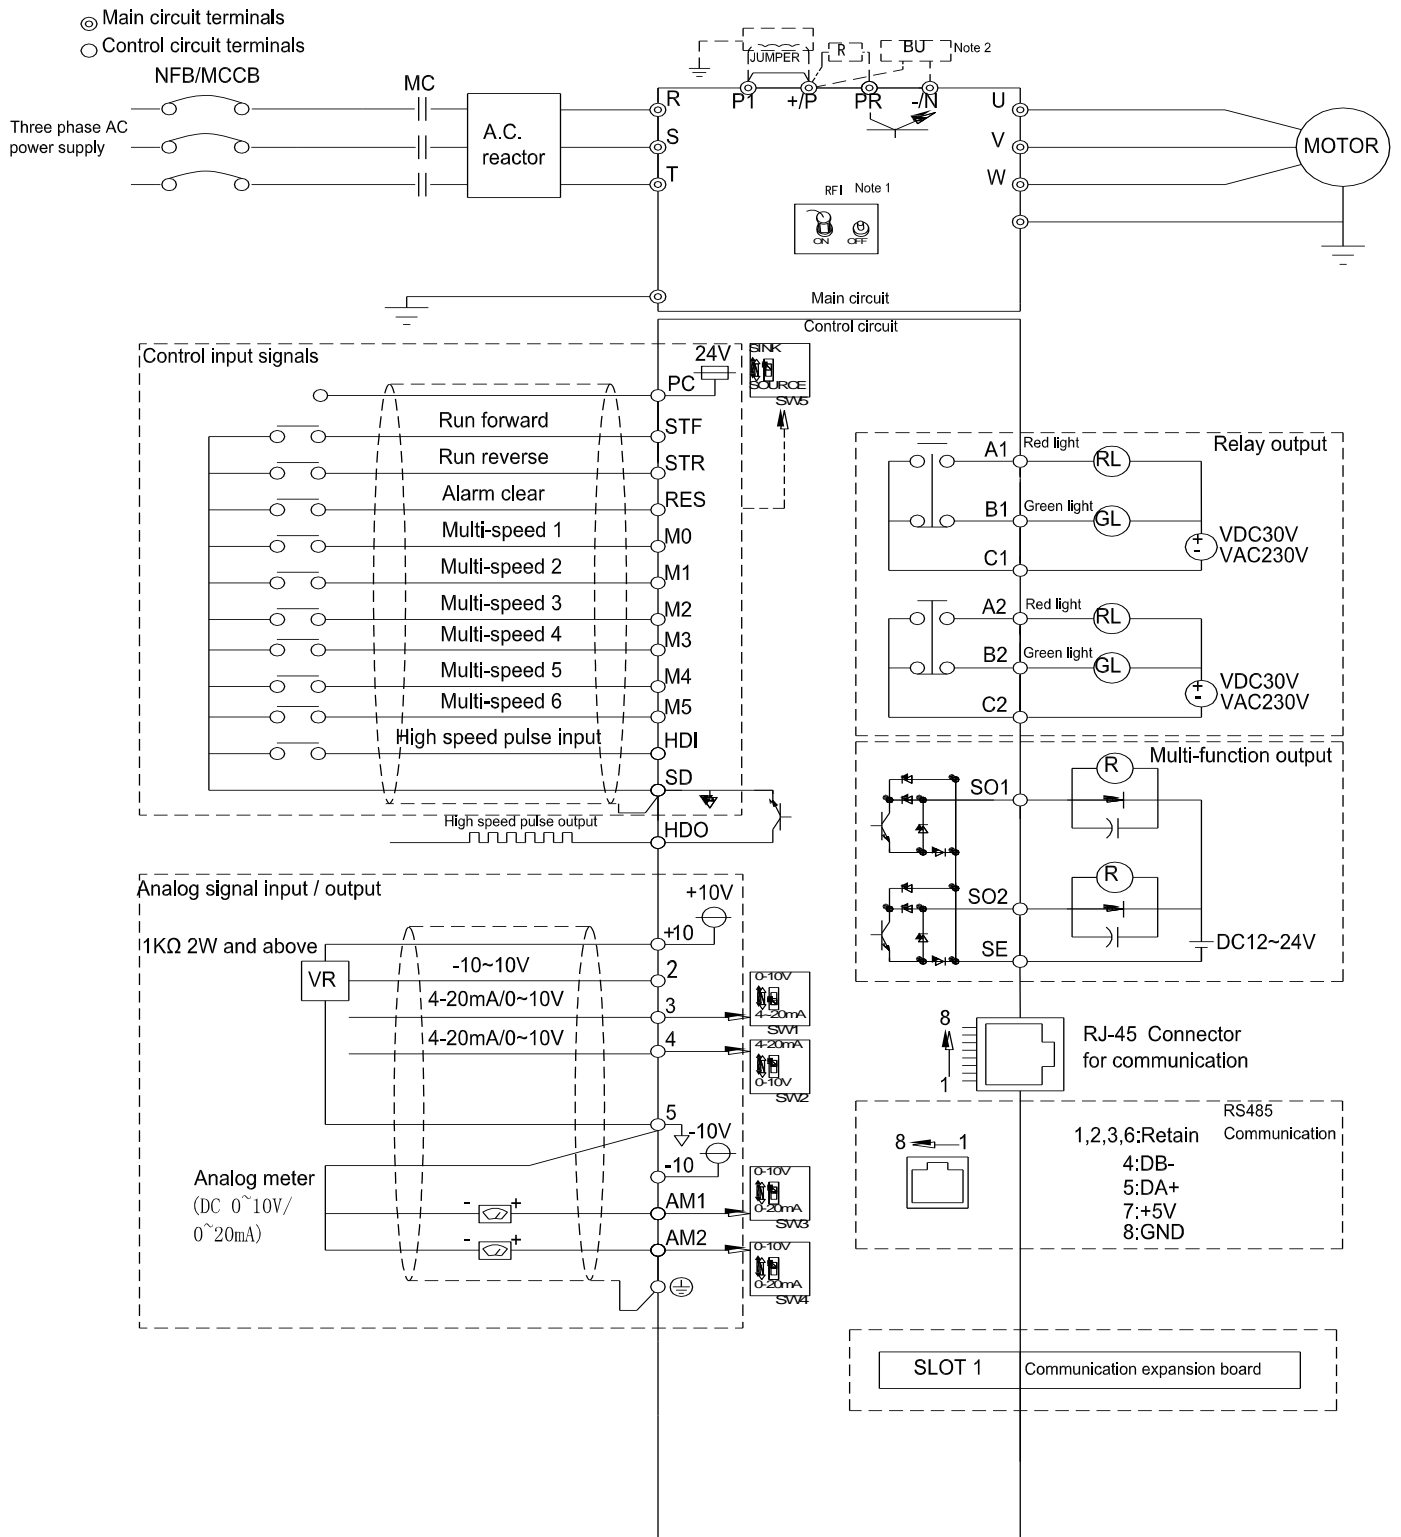 Main circuit terminals
Control circuit terminals
NFB/MCCB
MC
Three phase AC
power supply
A.C.
reactor
R
S
T
JUMPER
R
BU
Note 2
P1
+/P
PR
-/N
U
V
W
MOTOR
RFI
Note 1
ON
OFF
Main circuit
Control circuit
Control input signals
24V
SINK
SOURCE
SW5
PC
Run forward
STF
Run reverse
STR
Alarm clear
RES
Multi-speed 1
M0
Multi-speed 2
M1
Multi-speed 3
M2
Multi-speed 4
M3
Multi-speed 5
M4
Multi-speed 6
M5
High speed pulse input
HDI
SD
High speed pulse output
HDO
Relay output
A1
Red light
RL
B1
Green light
GL
C1
+
-
VDC30V
VAC230V
A2
Red light
RL
B2
Green light
GL
C2
+
-
VDC30V
VAC230V
Multi-function output
SO1
R
SO2
R
SE
DC12~24V
Analog signal input / output
+10V
1KΩ 2W and above
+10
VR
-10~10V
2
4-20mA/0~10V
3
0-10V
4~20mA
SW1
4-20mA/0~10V
4
4-20mA
0-10V
SW2
5
-10V
-10
Analog meter
(DC 0~10V/
0~20mA)
- +
AM1
0-10V
0-20mA
SW3
- +
AM2
0-10V
0-20mA
SW4
8
1
RJ-45 Connector
for communication
RS485
Communication
8
1
1,2,3,6:Retain
4:DB-
5:DA+
7:+5V
8:GND
SLOT 1
Communication expansion board